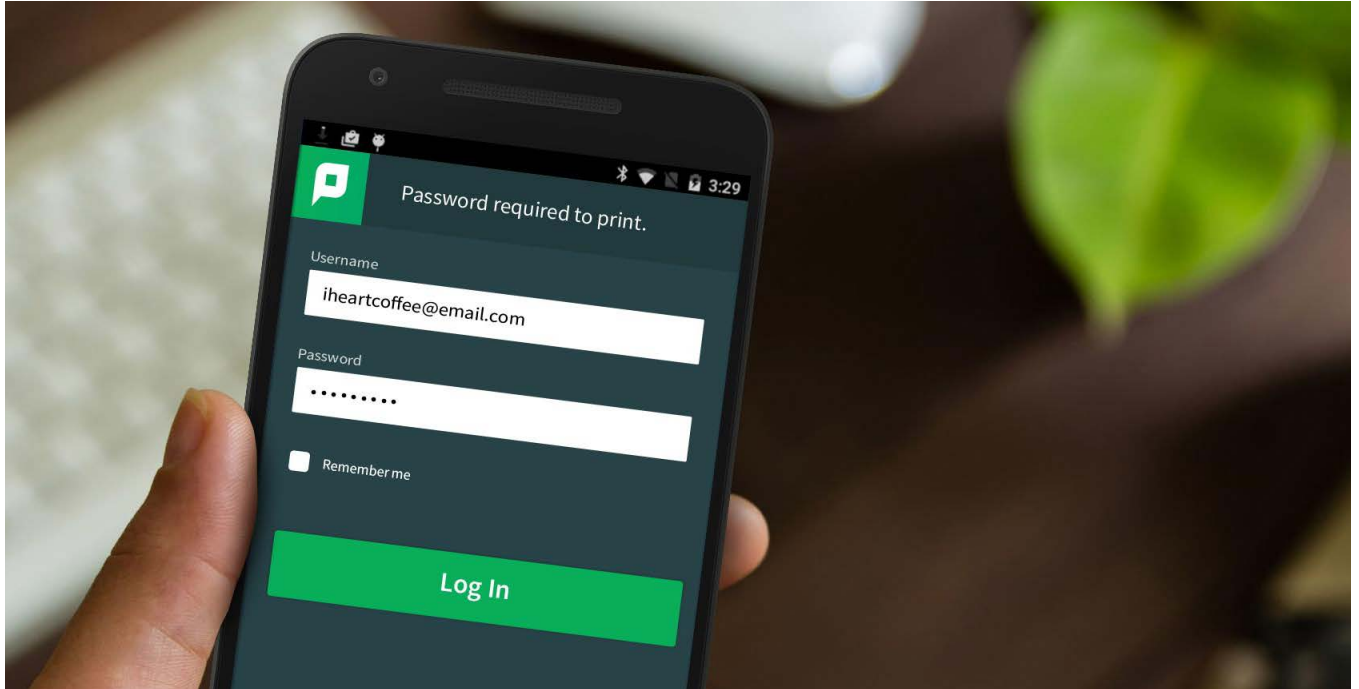 3:29
Password required to print.
Username
iheartcoffee@email.com
Password
•••••••••
Remember me
Log In